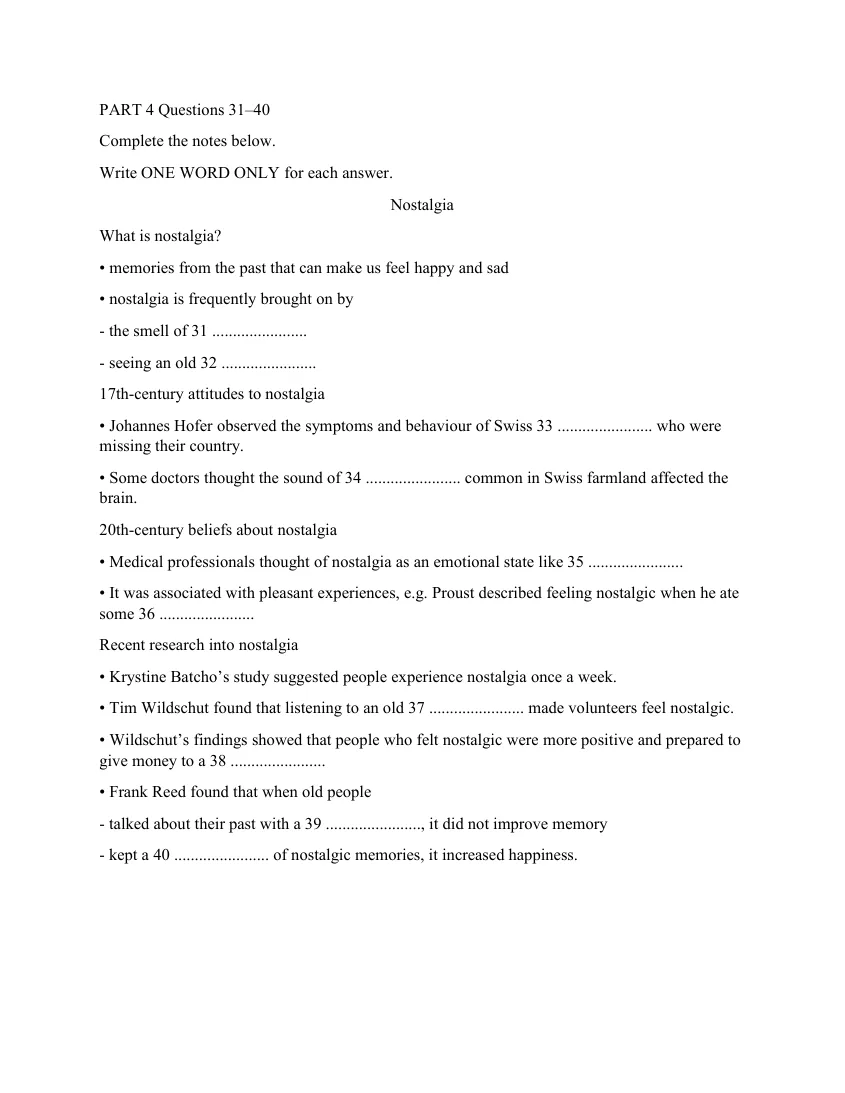 PART 4 Questions 31–40
Complete the notes below.
Write ONE WORD ONLY for each answer.
Nostalgia
What is nostalgia?
• memories from the past that can make us feel happy and sad
• nostalgia is frequently brought on by
- the smell of 31 .......................
- seeing an old 32 .......................
17th-century attitudes to nostalgia
• Johannes Hofer observed the symptoms and behaviour of Swiss 33 ....................... who were
missing their country.
• Some doctors thought the sound of 34 ....................... common in Swiss farmland affected the
brain.
20th-century beliefs about nostalgia
• Medical professionals thought of nostalgia as an emotional state like 35 .......................
• It was associated with pleasant experiences, e.g. Proust described feeling nostalgic when he ate
some 36 .......................
Recent research into nostalgia
• Krystine Batcho’s study suggested people experience nostalgia once a week.
• Tim Wildschut found that listening to an old 37 ....................... made volunteers feel nostalgic.
• Wildschut’s findings showed that people who felt nostalgic were more positive and prepared to
give money to a 38 .......................
• Frank Reed found that when old people
- talked about their past with a 39 ......................., it did not improve memory
- kept a 40 ....................... of nostalgic memories, it increased happiness.